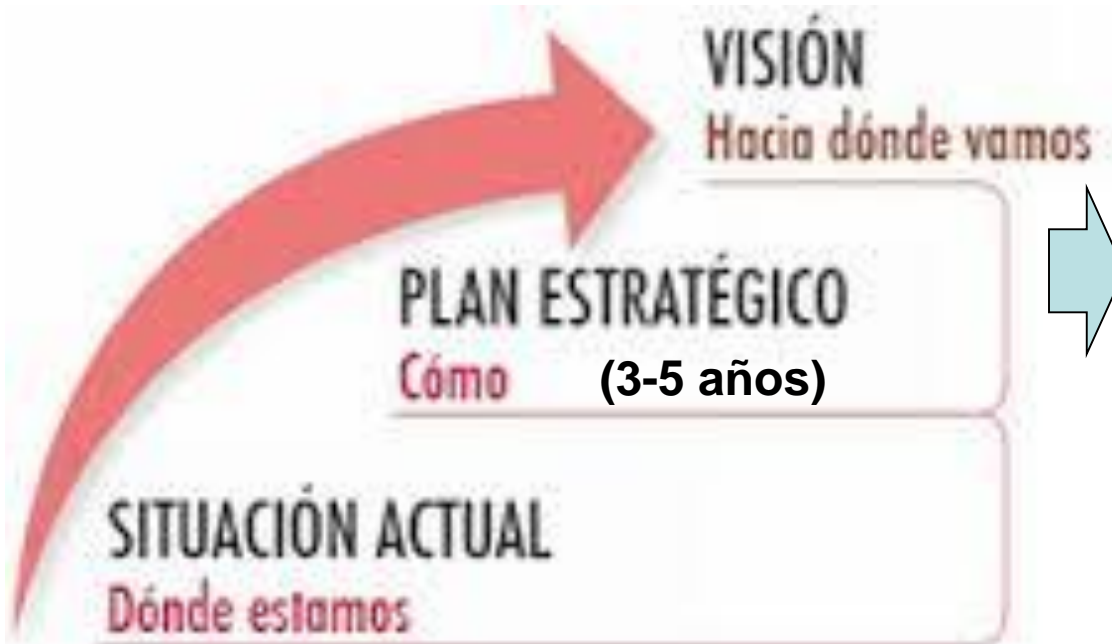 VISIÓN
Hacia dónde vamos
PLAN ESTRATÉGICO
Cómo (3-5 años)
SITUACIÓN ACTUAL
Dónde estamos